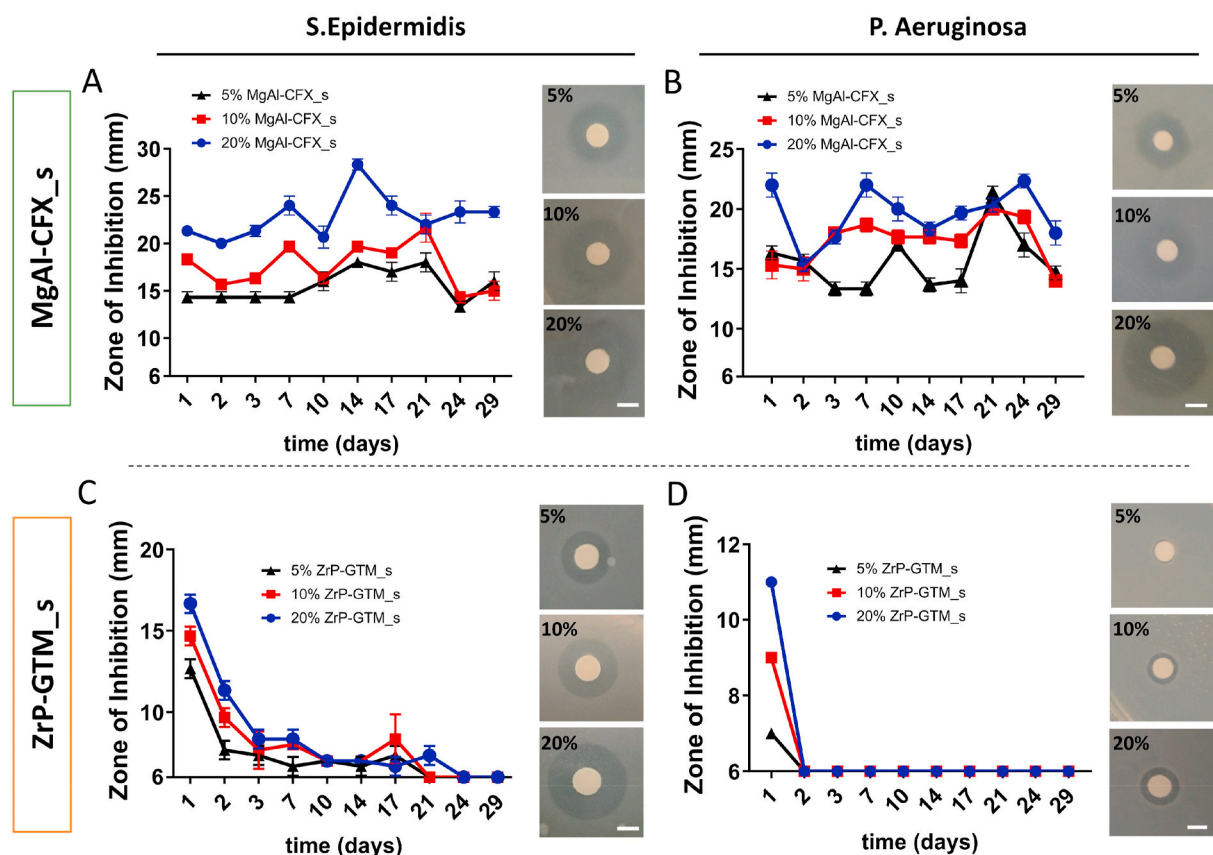 S.Epidermidis
P. Aeruginosa
MgAl-CFX_s
A
5% MgAl-CFX_s
10% MgAl-CFX_s
20% MgAl-CFX_s
Zone of Inhibition (mm)
30
25
20
15
10
6
1 2 3 7 10 14 17 21 24 29
time (days)
5%
10%
20%
B
5% MgAl-CFX_s
10% MgAl-CFX_s
20% MgAl-CFX_s
Zone of Inhibition (mm)
25
20
15
10
6
1 2 3 7 10 14 17 21 24 29
time (days)
5%
10%
20%
ZrP-GTM_s
C
5% ZrP-GTM_s
10% ZrP-GTM_s
20% ZrP-GTM_s
Zone of Inhibition (mm)
20
15
10
6
1 2 3 7 10 14 17 21 24 29
time (days)
5%
10%
20%
D
5% ZrP-GTM_s
10% ZrP-GTM_s
20% ZrP-GTM_s
Zone of Inhibition (mm)
12
10
8
6
1 2 3 7 10 14 17 21 24 29
time (days)
5%
10%
20%